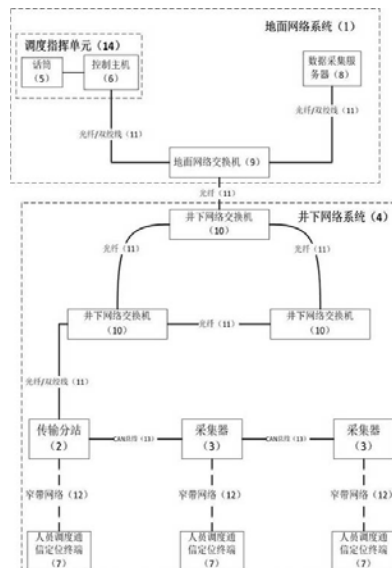 地面网络系统（1）
调度指挥单元（14）
话筒
（5）
控制主机
（6）
数据采集服
务器（8）
光纤/双绞线（11）
光纤/双绞线（11）
地面网络交换机（9）
光纤（11）
井下网络系统（4）
井下网络交换机
（10）
光纤（11）
光纤（11）
井下网络交换机
（10）
光纤（11）
井下网络交换机
（10）
光纤/双绞线（11）
传输分站
（2）
CAN总线（13）
采集器
（3）
CAN总线（13）
采集器
（3）
窄带网络（12）
窄带网络（12）
窄带网络（12）
人员调度通
信定位终端
（7）
人员调度通
信定位终端
（7）
人员调度通
信定位终端
（7）